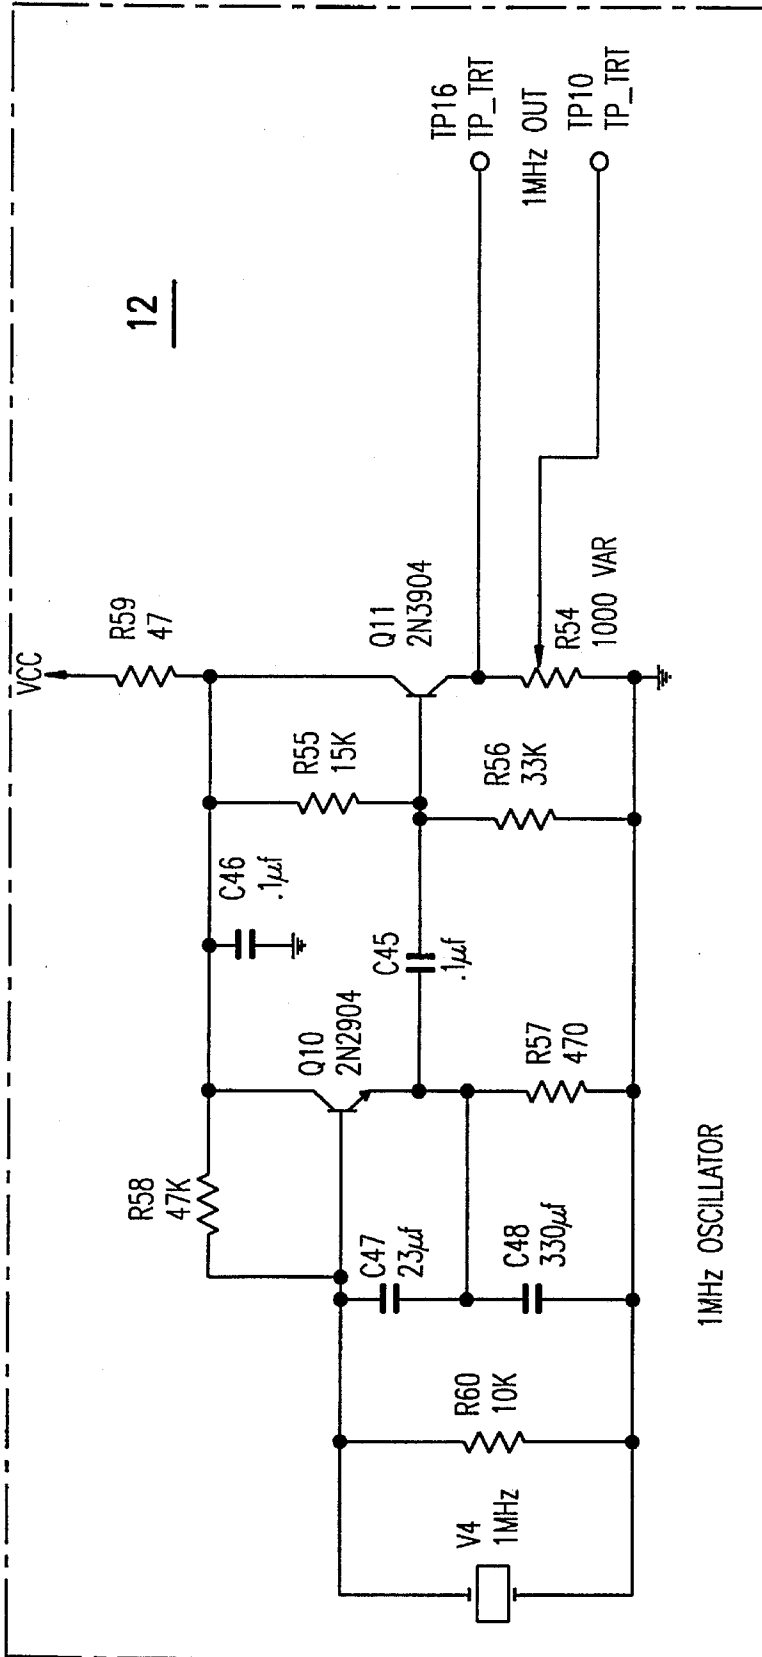 12
VCC
R59
47
TP16
TP_TRT
1MHz OUT
TP10
TP_TRT
Q11
2N3904
R54
1000 VAR
R55
15K
R56
33K
C46
.1µf
C45
.1µf
Q10
2N2904
R57
470
R58
47K
C47
23µf
C48
330µf
R60
10K
V4
1MHz
1MHz OSCILLATOR